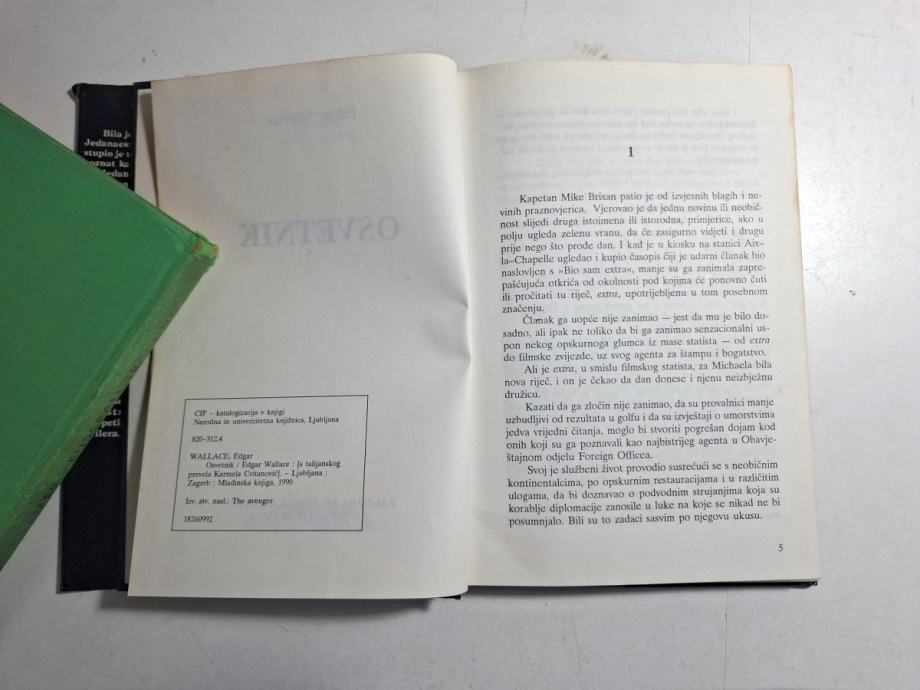 Bila j
Jedanaes
stupio je
oznat k
peti
ilera.
CIP – katalogizacija v knjigi
Narodna in univerzitetna knjižnica, Ljubljana
820–312.4
WALLACE, Edgar
Osvetnik / Edgar Wallace : [s talijanskog
prevela Karmela Cvitanović]. – Ljubljana ;
Zagreb : Mladinska knjiga, 1990
Izv. stv. nasl.: The avenger
18260992
OSVETNIK
1
Kapetan Mike Brixan patio je od izvjesnih blagih i ne-
vinih praznovjerica. Vjerovao je da jednu novinu ili neobič-
nost slijedi druga istoimena ili istorodna, primjerice, ako u
polju ugleda zelenu vranu, da će zasigurno vidjeti i drugu
prije nego što prođe dan. I kad je u kiosku na stanici Aix-
la–Chapelle ugledao i kupio časopis čiji je udarni članak bio
naslovljen s »Bio sam extra«, manje su ga zanimala zapre-
pašćujuća otkrića od okolnosti pod kojima će ponovno čuti
ili pročitati tu riječ, extra, upotrijebljenu u tom posebnom
značenju.
Članak ga uopće nije zanimao — jest da mu je bilo do-
sadno, ali ipak ne toliko da bi ga zanimao senzacionalni us-
pon nekog opskurnoga glumca iz mase statista — od extra
do filmske zvijezde, uz svog agenta za štampu i bogatstvo.
Ali je extra, u smislu filmskog statista, za Michaela bila
nova riječ, i on je čekao da dan donese i njenu neizbježnu
družicu.
Kazati da ga zločin nije zanimao, da su provalnici manje
uzbudljivi od rezultata u golfu i da su izvještaji o umorstvima
jedva vrijedni čitanja, moglo bi stvoriti pogrešan dojam kod
onih koji su ga poznavali kao najbistrijeg agenta u Obavje-
štajnom odjelu Foreign Officea.
Svoj je službeni život provodio susrećući se s neobičnim
kontinentalcima, po opskurnim restauracijama i u različitim
ulogama, da bi doznavao o podvodnim strujanjima koja su
korablje diplomacije zanosile u luke na koje se nikad ne bi
posumnjalo. Bili su to zadaci sasvim po njegovu ukusu.
5